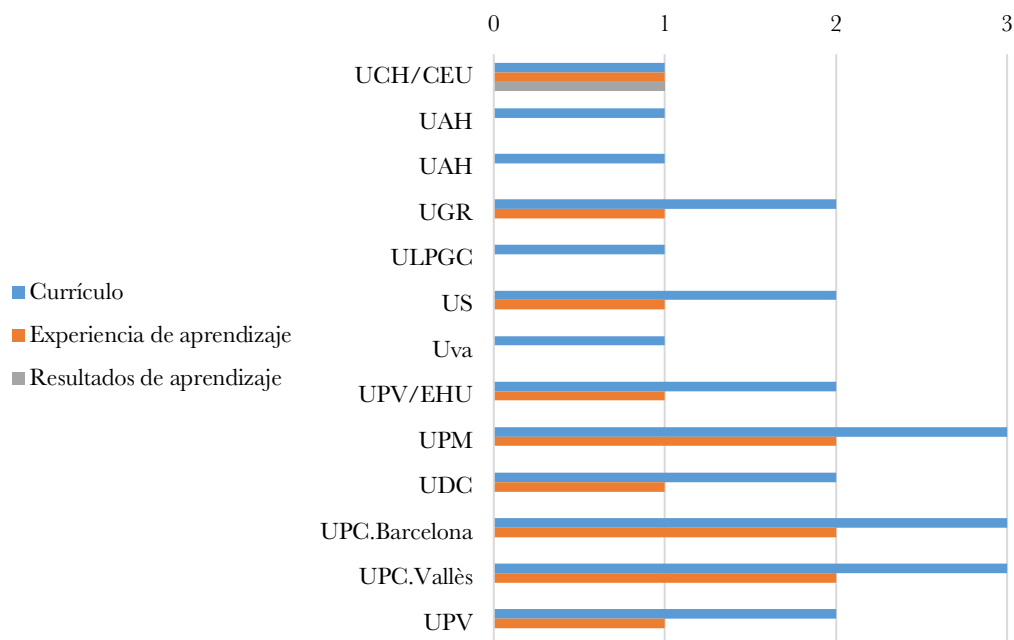 0 1 2 3
UCH/CEU
UAH
UAH
UGR
ULPGC
US
Uva
UPV/EHU
UPM
UDC
UPC.Barcelona
UPC.Vallès
UPV
Currículo
Experiencia de aprendizaje
Resultados de aprendizaje